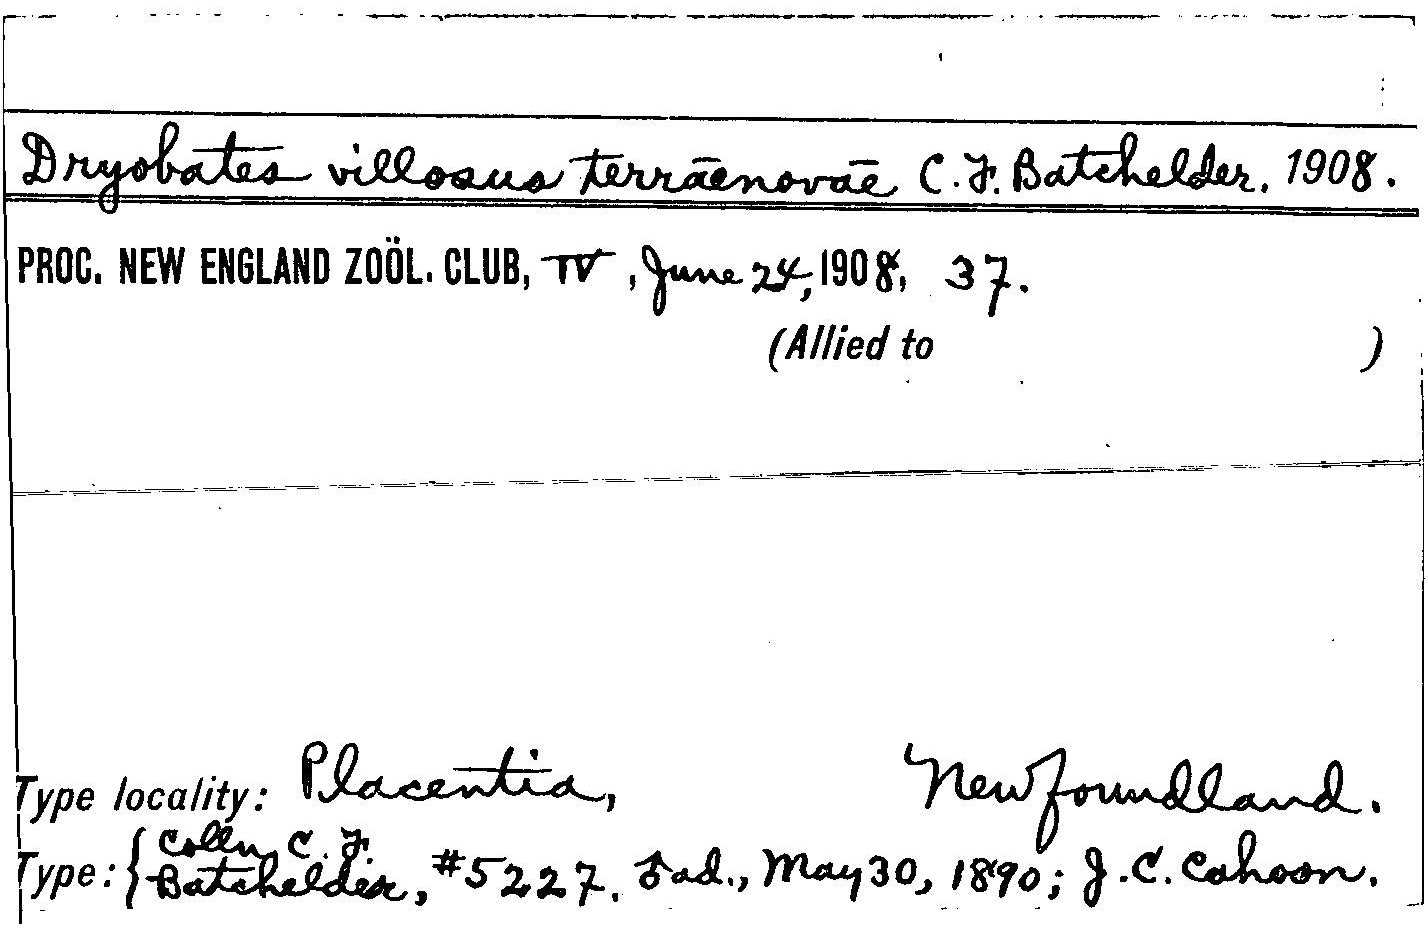 Dryobates villosus terrāenovāe C. F. Batchelder, 1908.
PROC. NEW ENGLAND ZOÖL. CLUB, IV, June 24, 1908, 37.
(Allied to )
Type locality: Placentia, Newfoundland.
Type: { Colln C. F.
Batchelder, #5227. ad., May 30, 1890; J. C. Cahoon.